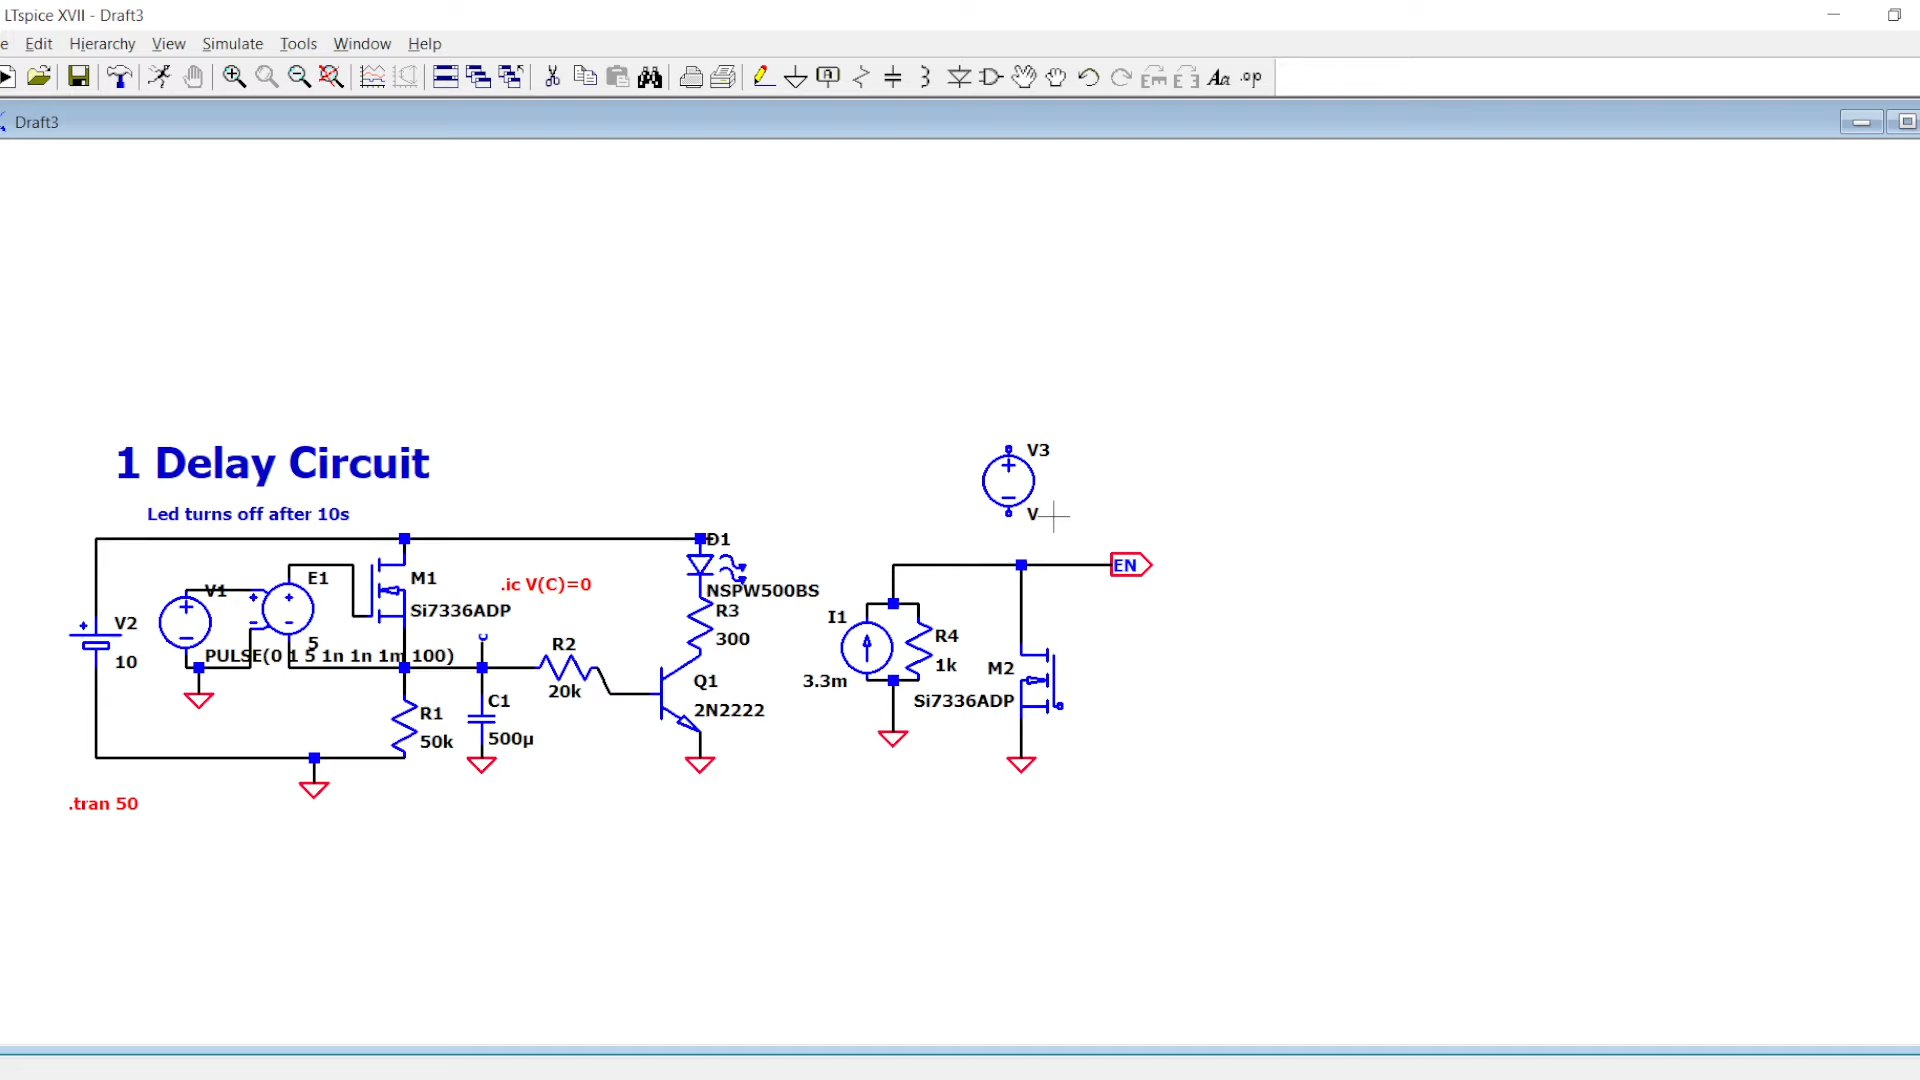 LTspice XVII - Draft3
e Edit Hierarchy View Simulate Tools Window Help
Aa .op
Draft3
1 Delay Circuit
Led turns off after 10s
V3
V
D1
V1
E1
M1
.ic V(C)=0
NSPW500BS
EN
Si7336ADP
R3
300
I1
V2
10
5
PULSE(0 1 5 1n 1n 1m 100)
c
R2
20k
R4
1k
3.3m
M2
Si7336ADP
Q1
2N2222
R1
50k
C1
500µ
.tran 50